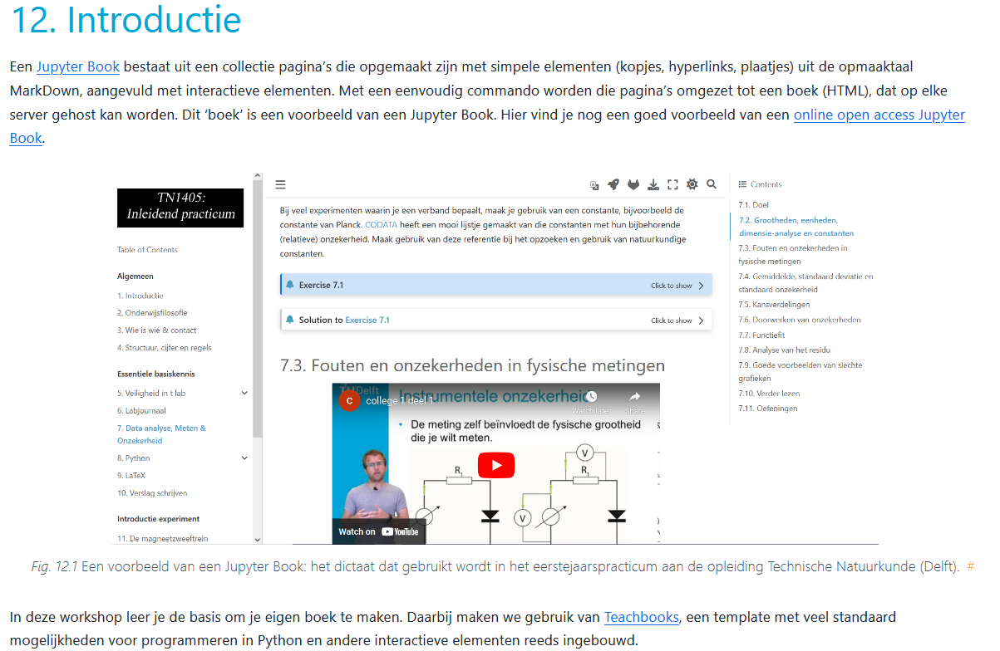 12. Introductie
Een Jupyter Book bestaat uit een collectie pagina's die opgemaakt zijn met simpele elementen (kopjes, hyperlinks, plaatjes) uit de opmaaktaal
MarkDown, aangevuld met interactieve elementen. Met een eenvoudig commando worden die pagina's omgezet tot een boek (HTML), dat op elke
server gehost kan worden. Dit 'boek' is een voorbeeld van een Jupyter Book. Hier vind je nog een goed voorbeeld van een online open access Jupyter
Book.
TN1405:
Inleidend practicum
Table of Contents
Algemeen
1. Introductie
2. Onderwijsfilosofie
3. Wie is wie & contact
4. Structuur, cijfer en regels
Essentiele basiskennis
5. Veiligheid in t lab
6. Labjournaal
7. Data analyse, Meten &
Onzekerheid
8. Python
9. LaTeX
10. Verslag schrijven
Introductie experiment
11. De magneetzweeftrein
Bij veel experimenten waarin je een verband bepaalt, maak je gebruik van een constante, bijvoorbeeld de
constante van Planck. CODATA heeft een mooi lijstje gemaakt van die constanten met hun bijbehorende
(relatieve) onzekerheid. Maak gebruik van deze referentie bij het opzoeken en gebruik van natuurkundige
constanten.
Exercise 7.1 Click to show
Solution to Exercise 7.1 Click to show
7.3. Fouten en onzekerheden in fysische metingen
TUDelft
Instrumentele onzekerheid
C college 1 deel 1
Watch later Share
• De meting zelf beïnvloedt de fysische grootheid
die je wilt meten.
V
R1 R1
V
Watch on YouTube
Contents
7.1. Doel
7.2. Grootheden, eenheden,
dimensie-analyse en constanten
7.3. Fouten en onzekerheden in
fysische metingen
7.4. Gemiddelde, standaard deviatie en
standaard onzekerheid
7.5. Kansverdelingen
7.6. Doorwerken van onzekerheden
7.7. Functiefit
7.8. Analyse van het residu
7.9. Goede voorbeelden van slechte
grafieken
7.10. Verder lezen
7.11. Oefeningen
Fig. 12.1 Een voorbeeld van een Jupyter Book: het dictaat dat gebruikt wordt in het eerstejaarspracticum aan de opleiding Technische Natuurkunde (Delft). #
In deze workshop leer je de basis om je eigen boek te maken. Daarbij maken we gebruik van Teachbooks, een template met veel standaard
mogelijkheden voor programmeren in Python en andere interactieve elementen reeds ingebouwd.